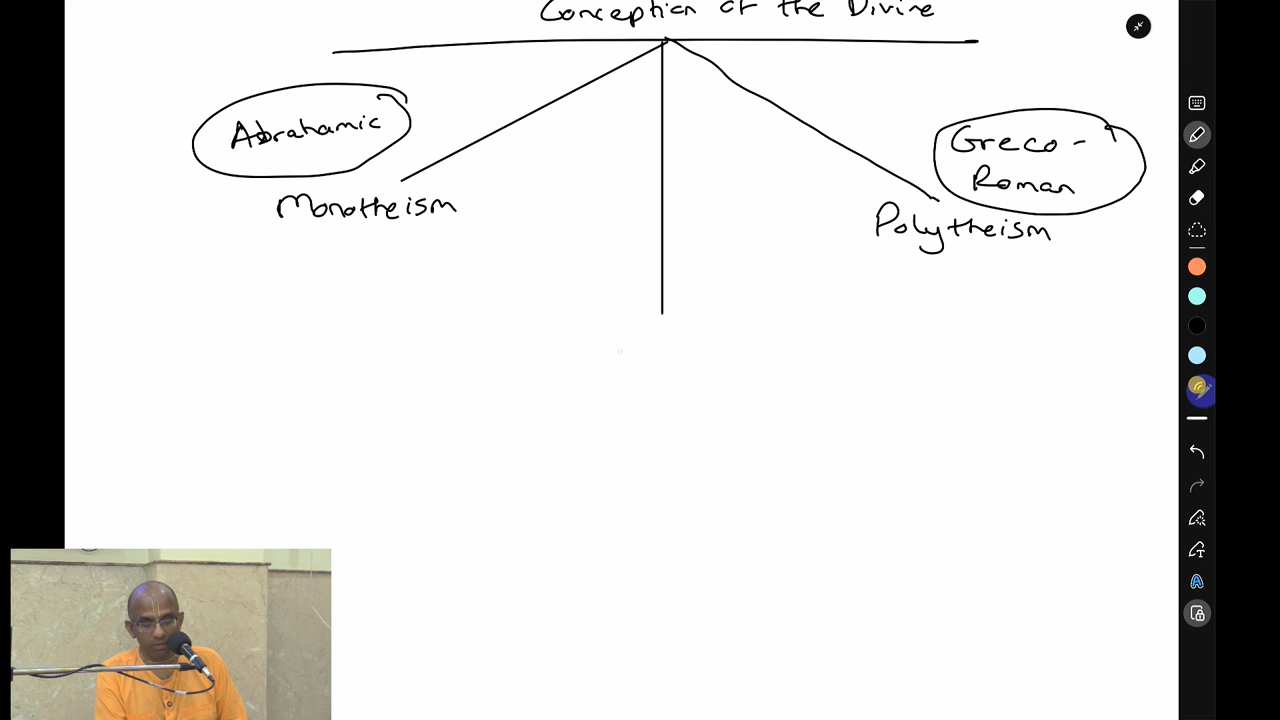 Conception of the Divine
Abrahamic
Monotheism
Greco-
Roman
Polytheism